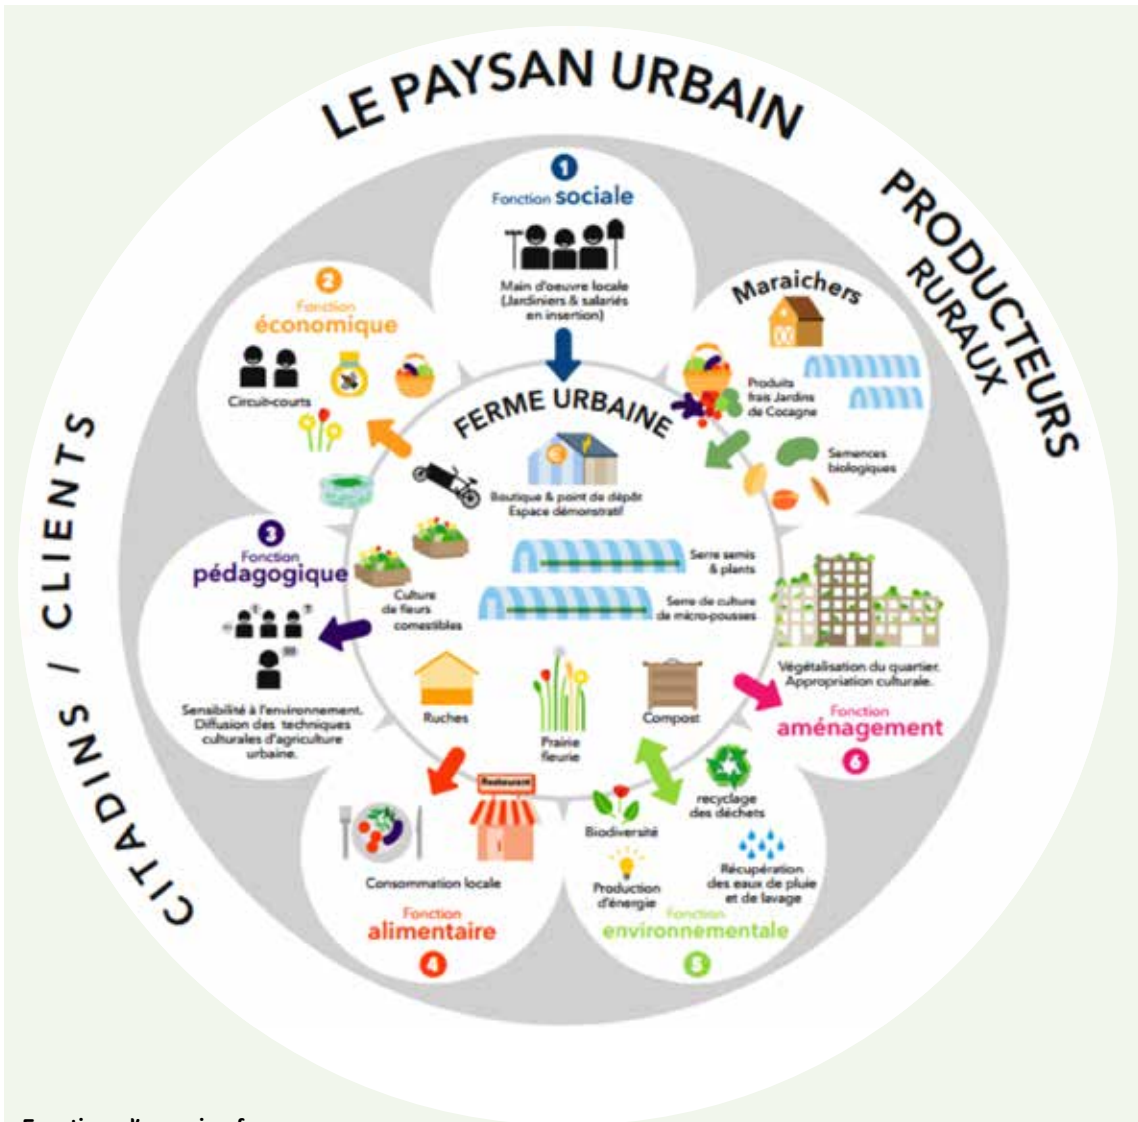 LE PAYSAN URBAIN
PRODUCTEURS
RURAUX
CITADINS / CLIENTS
1
Fonction sociale
Main d'oeuvre locale
(Jardiniers & salariés
en insertion)
2
Fonction
économique
Circuit-courts
Maraichers
Produits
frais Jardins
de Cocagne
Semences
biologiques
FERME URBAINE
Boutique & point de dépôt
Espace démonstratif
Serre semis
& plants
Serre de culture
de micro-pousses
Culture
de fleurs
comestibles
Ruches
Prairie
fleurie
Compost
3
Fonction
pédagogique
Sensibilité à l'environnement.
Diffusion des techniques
culturales d'agriculture
urbaine.
Végétalisation du quartier.
Appropriation culturale.
Fonction
aménagement
6
Restaurant
Consommation locale
Fonction
alimentaire
4
Biodiversité
recyclage
des déchets
Production
d'énergie
Récupération
des eaux de pluie
et de lavage
Fonction
environnementale
5